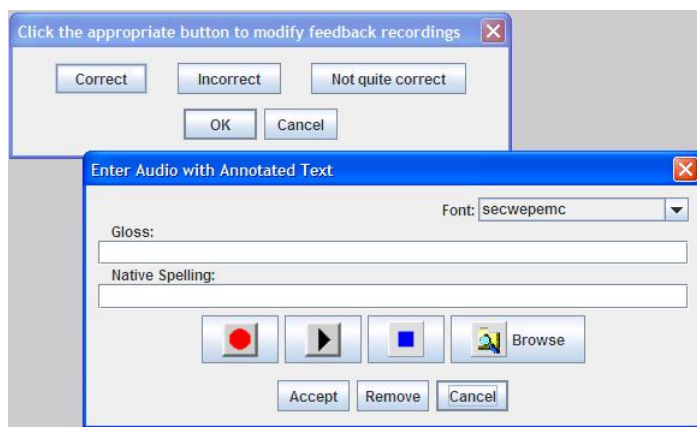 Click the appropriate button to modify feedback recordings
Correct Incorrect Not quite correct
OK Cancel
Enter Audio with Annotated Text
Font: secwepemc
Gloss:
Native Spelling:
Browse
Accept Remove Cancel